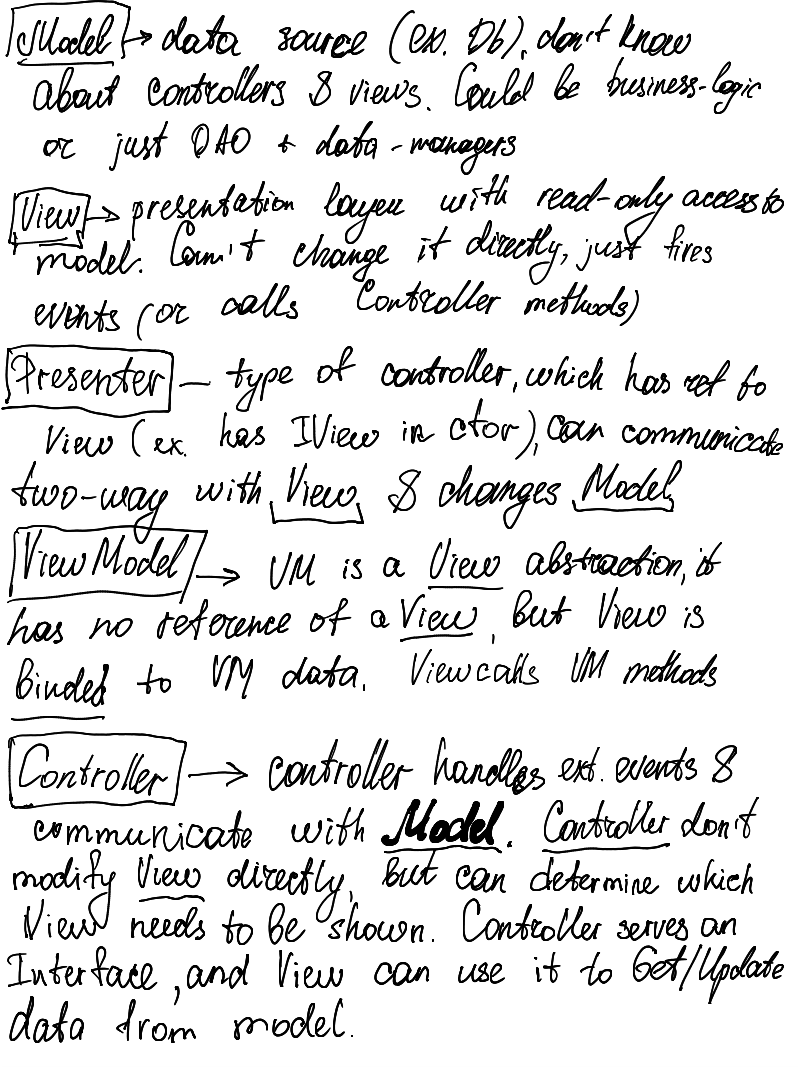 Model → data source (ex. Db), don't know
about controllers & views. Could be business-logic
or just DAO + data-managers
View → presentation layer with read-only access to
model. Can't change it directly, just fires
events (or calls Controller methods)
Presenter — type of controller, which has ref to
View (ex. has IView in ctor), can communicate
two-way with View & changes Model
ViewModel → VM is a View abstraction, it
has no reference of a View, but View is
Binded to VM data. View calls VM methods
Controller → controller handles ext. events &
communicate with Model. Controller don't
modify View directly, but can determine which
View needs to be shown. Controller serves an
Interface, and View can use it to Get/Update
data from model.